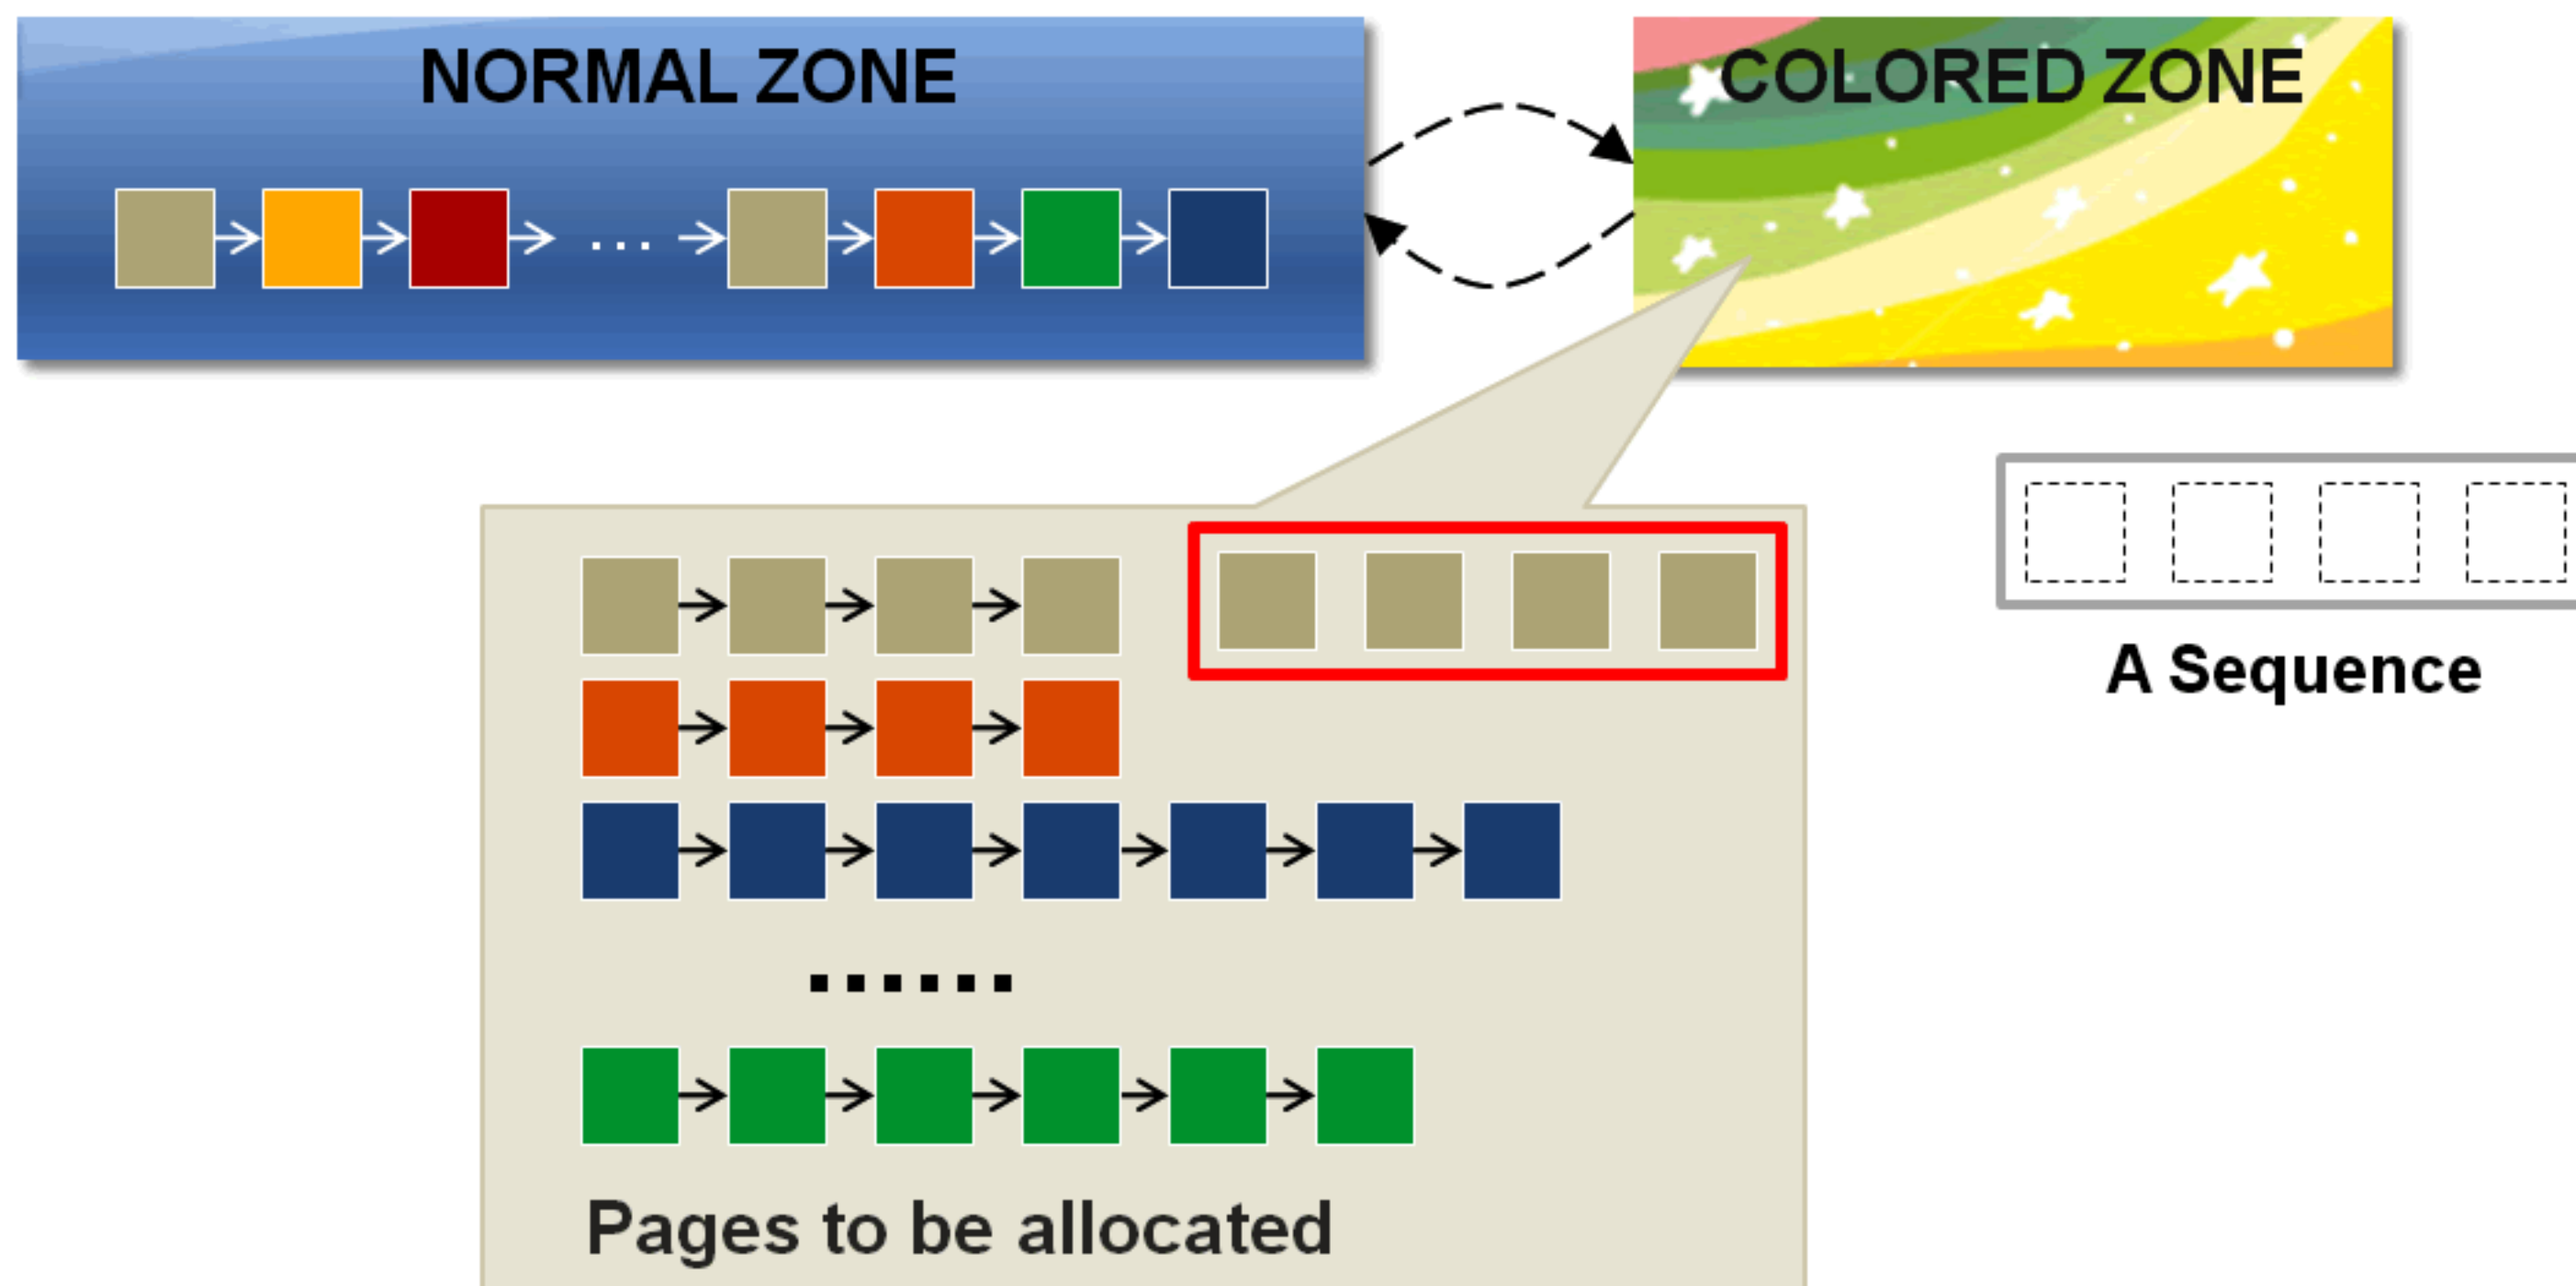 NORMAL ZONE
COLORED ZONE
...
A Sequence
......
Pages to be allocated